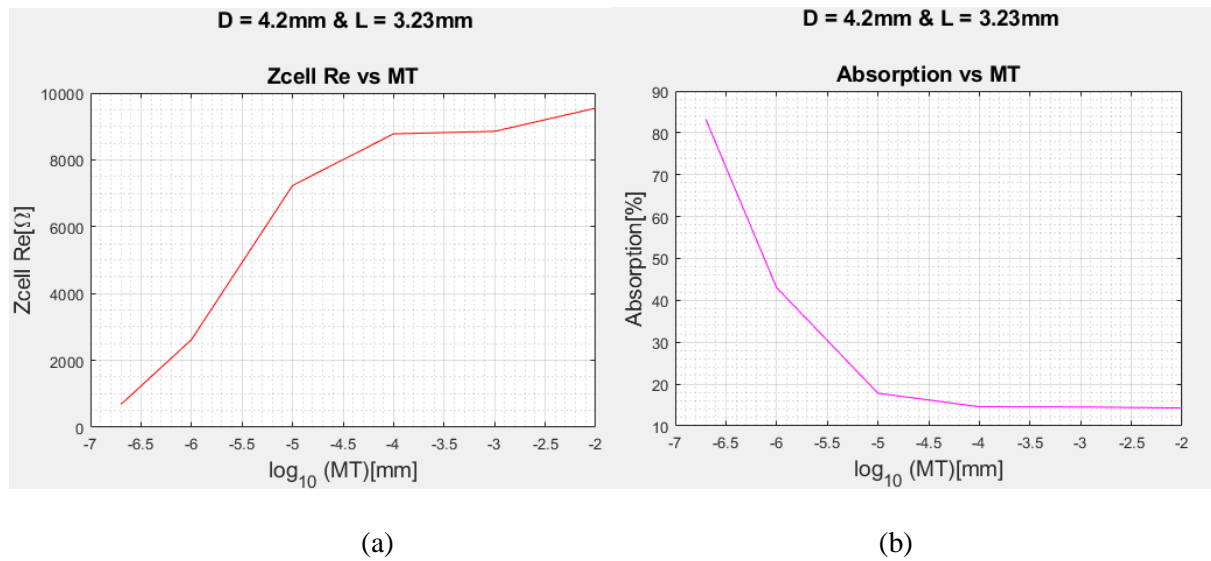 D = 4.2mm & L = 3.23mm
Zcell Re vs MT
10000
8000
6000
4000
2000
0
Zcell Re[Ω]
-7 -6.5 -6 -5.5 -5 -4.5 -4 -3.5 -3 -2.5 -2
log10 (MT)[mm]
(a)
D = 4.2mm & L = 3.23mm
Absorption vs MT
90
80
70
60
50
40
30
20
10
Absorption[%]
-7 -6.5 -6 -5.5 -5 -4.5 -4 -3.5 -3 -2.5 -2
log10 (MT)[mm]
(b)